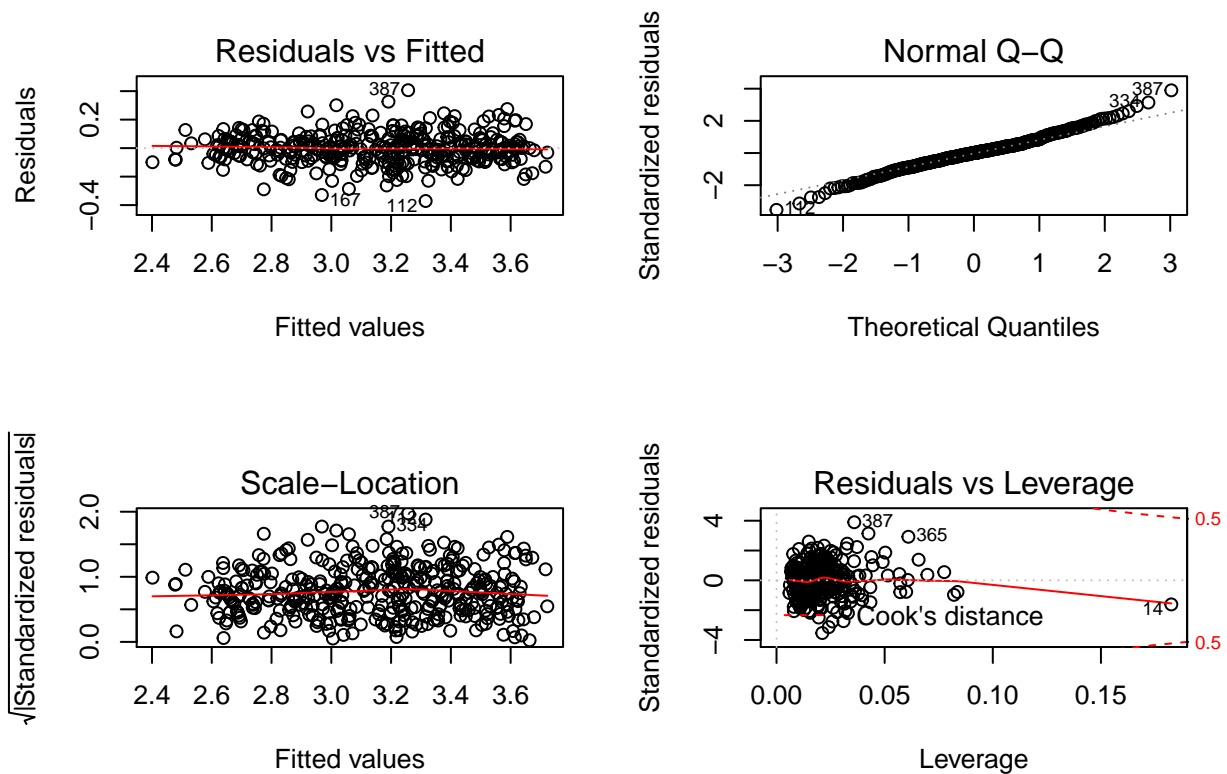 Residuals vs Fitted
Residuals
0.2
−0.4
387
167
112
2.4 2.6 2.8 3.0 3.2 3.4 3.6
Fitted values
Normal Q−Q
Standardized residuals
2
−2
387
334
112
−3 −2 −1 0 1 2 3
Theoretical Quantiles
Scale−Location
√|Standardized residuals|
2.0
1.0
0.0
387
112
334
2.4 2.6 2.8 3.0 3.2 3.4 3.6
Fitted values
Residuals vs Leverage
Standardized residuals
4
0
−4
387
365
14
Cook's distance
0.5
0.5
0.00 0.05 0.10 0.15
Leverage